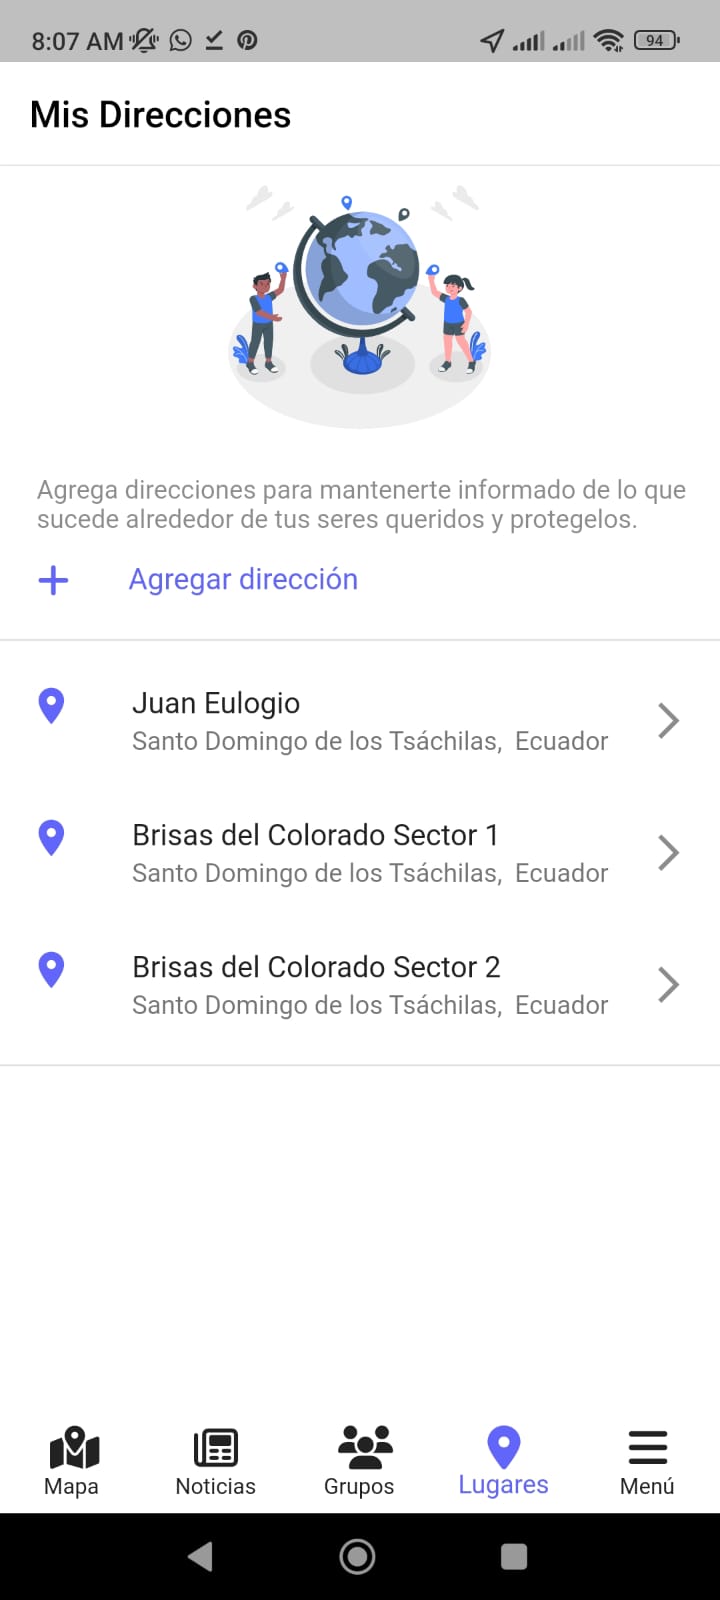 8:07 AM
94
Mis Direcciones
Agrega direcciones para mantenerte informado de lo que
sucede alrededor de tus seres queridos y protegelos.
Agregar dirección
Juan Eulogio
Santo Domingo de los Tsáchilas,  Ecuador
Brisas del Colorado Sector 1
Santo Domingo de los Tsáchilas,  Ecuador
Brisas del Colorado Sector 2
Santo Domingo de los Tsáchilas,  Ecuador
Mapa Noticias Grupos Lugares Menú